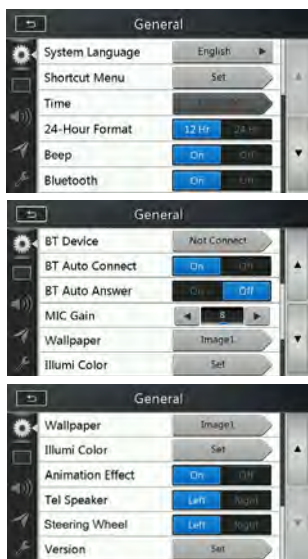 General
System Language English
Shortcut Menu Set
Time
24-Hour Format 12 Hr 24 Hr
Beep On Off
Bluetooth On Off
General
BT Device Not Connect
BT Auto Connect On Off
BT Auto Answer On Off
MIC Gain 8
Wallpaper Image1
Illumi Color Set
General
Wallpaper Image1
Illumi Color Set
Animation Effect On Off
Tel Speaker Left Right
Steering Wheel Left Right
Version Set